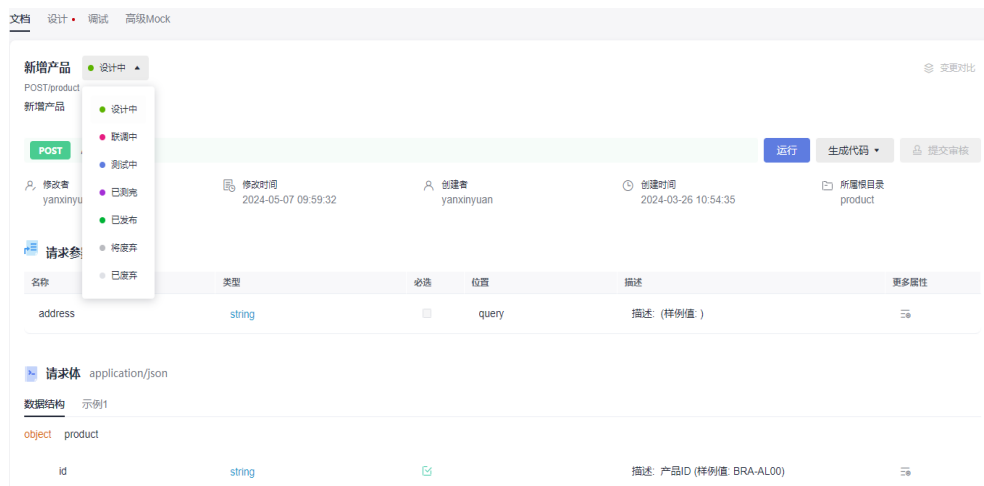 文档 设计 调试 高级Mock
新增产品 设计中 变更对比
POST/product
新增产品
设计中
联调中
POST 运行 生成代码 提交审核
测试中
修改者 修改时间 创建者 创建时间 所属根目录
yanxinyu 2024-05-07 09:59:32 yanxinyuan 2024-03-26 10:54:35 product
已测完
已发布
将废弃
请求参
已废弃
名称 类型 必选 位置 描述 更多属性
address string query 描述: (样例值: )
请求体 application/json
数据结构 示例1
object product
id string 描述: 产品ID (样例值: BRA-AL00)